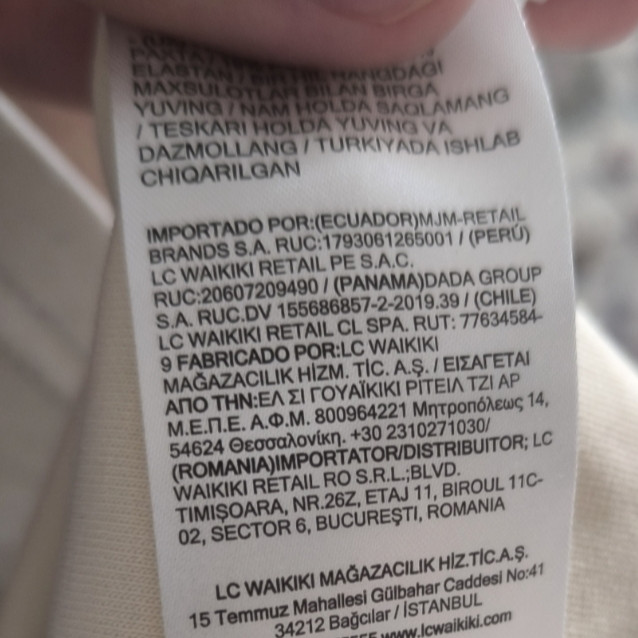 ELASTAN / BIR XIL RANGDAGI
MAXSULOTLAR BILAN BIRGA
YUVING / NAM HOLDA SAQLAMANG
/ TESKARI HOLDA YUVING VA
DAZMOLLANG / TURKIYADA ISHLAB
CHIQARILGAN
IMPORTADO POR:(ECUADOR)MJM-RETAIL
BRANDS S.A. RUC:1793061265001 / (PERÚ)
LC WAIKIKI RETAIL PE S.A.C.
RUC:20607209490 / (PANAMA)DADA GROUP
S.A. RUC.DV 155686857-2-2019.39 / (CHILE)
LC WAIKIKI RETAIL CL SPA. RUT: 77634584-
9 FABRICADO POR:LC WAIKIKI
MAĞAZACILIK HİZM. TİC. A.Ş. / ΕΙΣΑΓΕΤΑΙ
ΑΠΟ ΤΗΝ:ΕΛ ΣΙ ΓΟΥΑΪΚΙΚΙ ΡΙΤΕΙΛ ΤΖΙ ΑΡ
Μ.Ε.Π.Ε. Α.Φ.Μ. 800964221 Μητροπόλεως 14,
54624 Θεσσαλονίκη. +30 2310271030/
(ROMANIA)IMPORTATOR/DISTRIBUITOR; LC
WAIKIKI RETAIL RO S.R.L.;BLVD.
TIMIȘOARA, NR.26Z, ETAJ 11, BIROUL 11C-
02, SECTOR 6, BUCUREȘTI, ROMANIA
LC WAIKIKI MAĞAZACILIK HİZ.TİC.A.Ş.
15 Temmuz Mahallesi Gülbahar Caddesi No:41
34212 Bağcılar / İSTANBUL
www.lcwaikiki.com